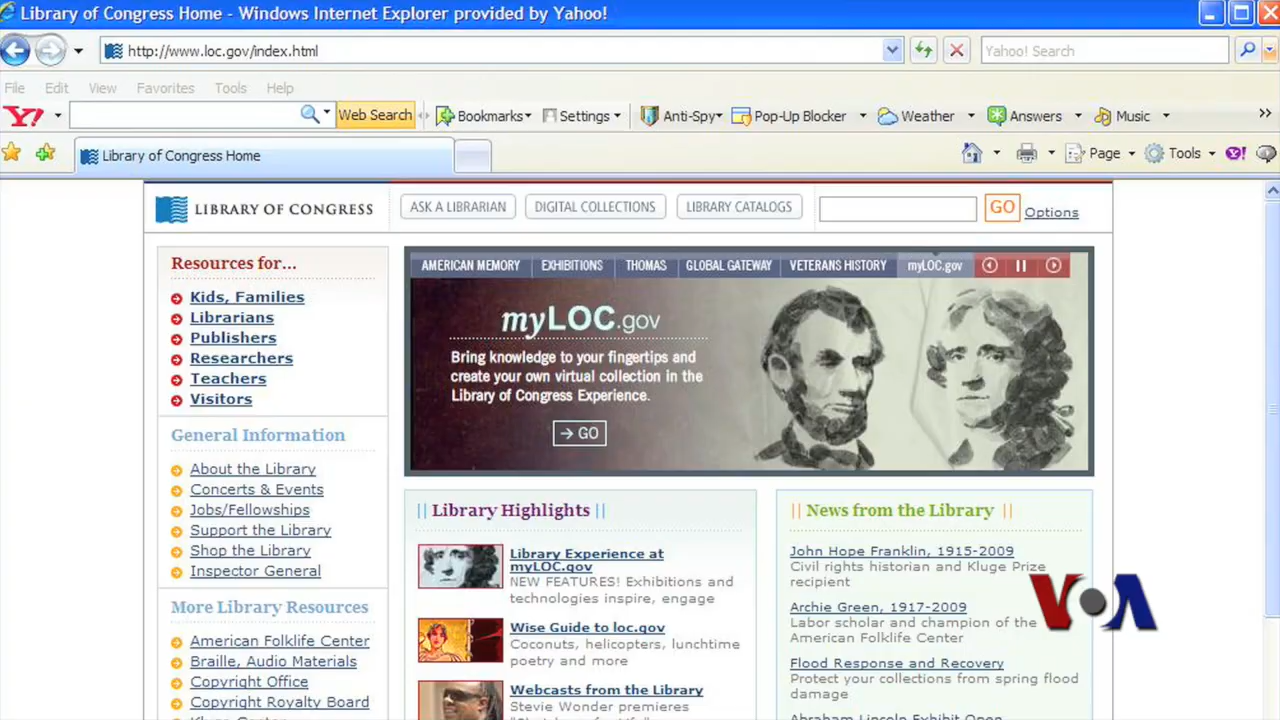 Library of Congress Home - Windows Internet Explorer provided by Yahoo!
http://www.loc.gov/index.html
Yahoo! Search
File Edit View Favorites Tools Help
Y! Web Search Bookmarks Settings Anti-Spy Pop-Up Blocker Weather Answers Music
Library of Congress Home
Page Tools Y!
LIBRARY OF CONGRESS
ASK A LIBRARIAN DIGITAL COLLECTIONS LIBRARY CATALOGS
GO Options
Resources for...
Kids, Families
Librarians
Publishers
Researchers
Teachers
Visitors
General Information
About the Library
Concerts & Events
Jobs/Fellowships
Support the Library
Shop the Library
Inspector General
More Library Resources
American Folklife Center
Braille, Audio Materials
Copyright Office
Copyright Royalty Board
AMERICAN MEMORY EXHIBITIONS THOMAS GLOBAL GATEWAY VETERANS HISTORY myLOC.gov
myLOC.gov
Bring knowledge to your fingertips and
create your own virtual collection in the
Library of Congress Experience.
GO
Library Highlights
Library Experience at
myLOC.gov
NEW FEATURES! Exhibitions and
technologies inspire, engage
Wise Guide to loc.gov
Coconuts, helicopters, lunchtime
poetry and more
Webcasts from the Library
Stevie Wonder premieres
News from the Library
John Hope Franklin, 1915-2009
Civil rights historian and Kluge Prize
recipient
Archie Green, 1917-2009
Labor scholar and champion of the
American Folklife Center
Flood Response and Recovery
Protect your collections from spring flood
damage
Abraham Lincoln Exhibit Open
VOA